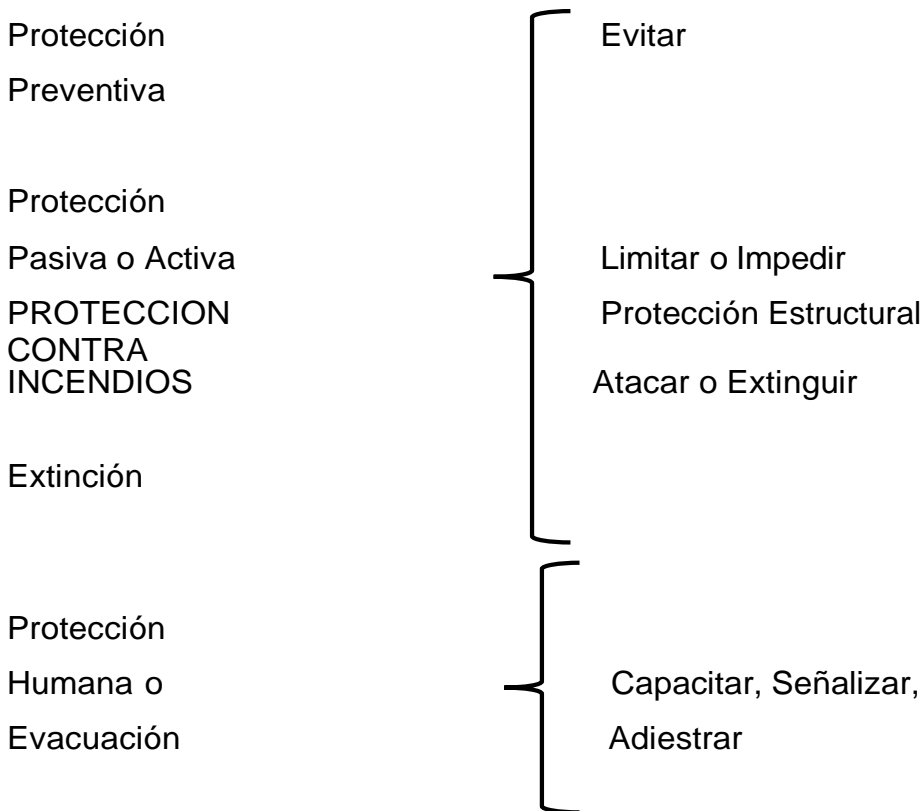 Protección Evitar
Preventiva
Protección
Pasiva o Activa Limitar o Impedir
PROTECCION Protección Estructural
CONTRA
INCENDIOS Atacar o Extinguir
Extinción
Protección
Humana o Capacitar, Señalizar,
Evacuación Adiestrar